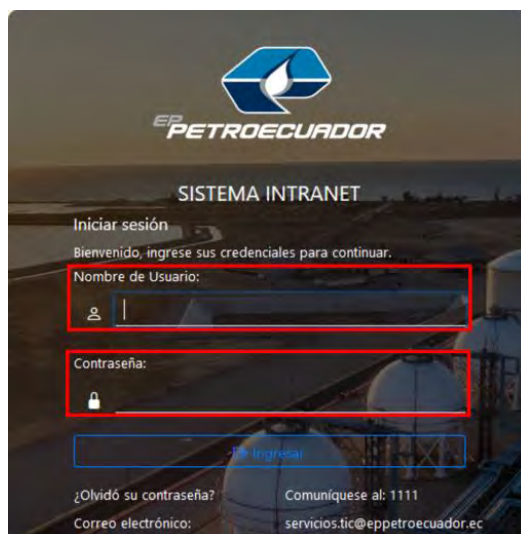 EP
PETROECUADOR
SISTEMA INTRANET
Iniciar sesión
Bienvenido, ingrese sus credenciales para continuar.
Nombre de Usuario:
Contraseña:
Ingresar
¿Olvidó su contraseña? Comuníquese al: 1111
Correo electrónico: servicios.tic@eppetroecuador.ec